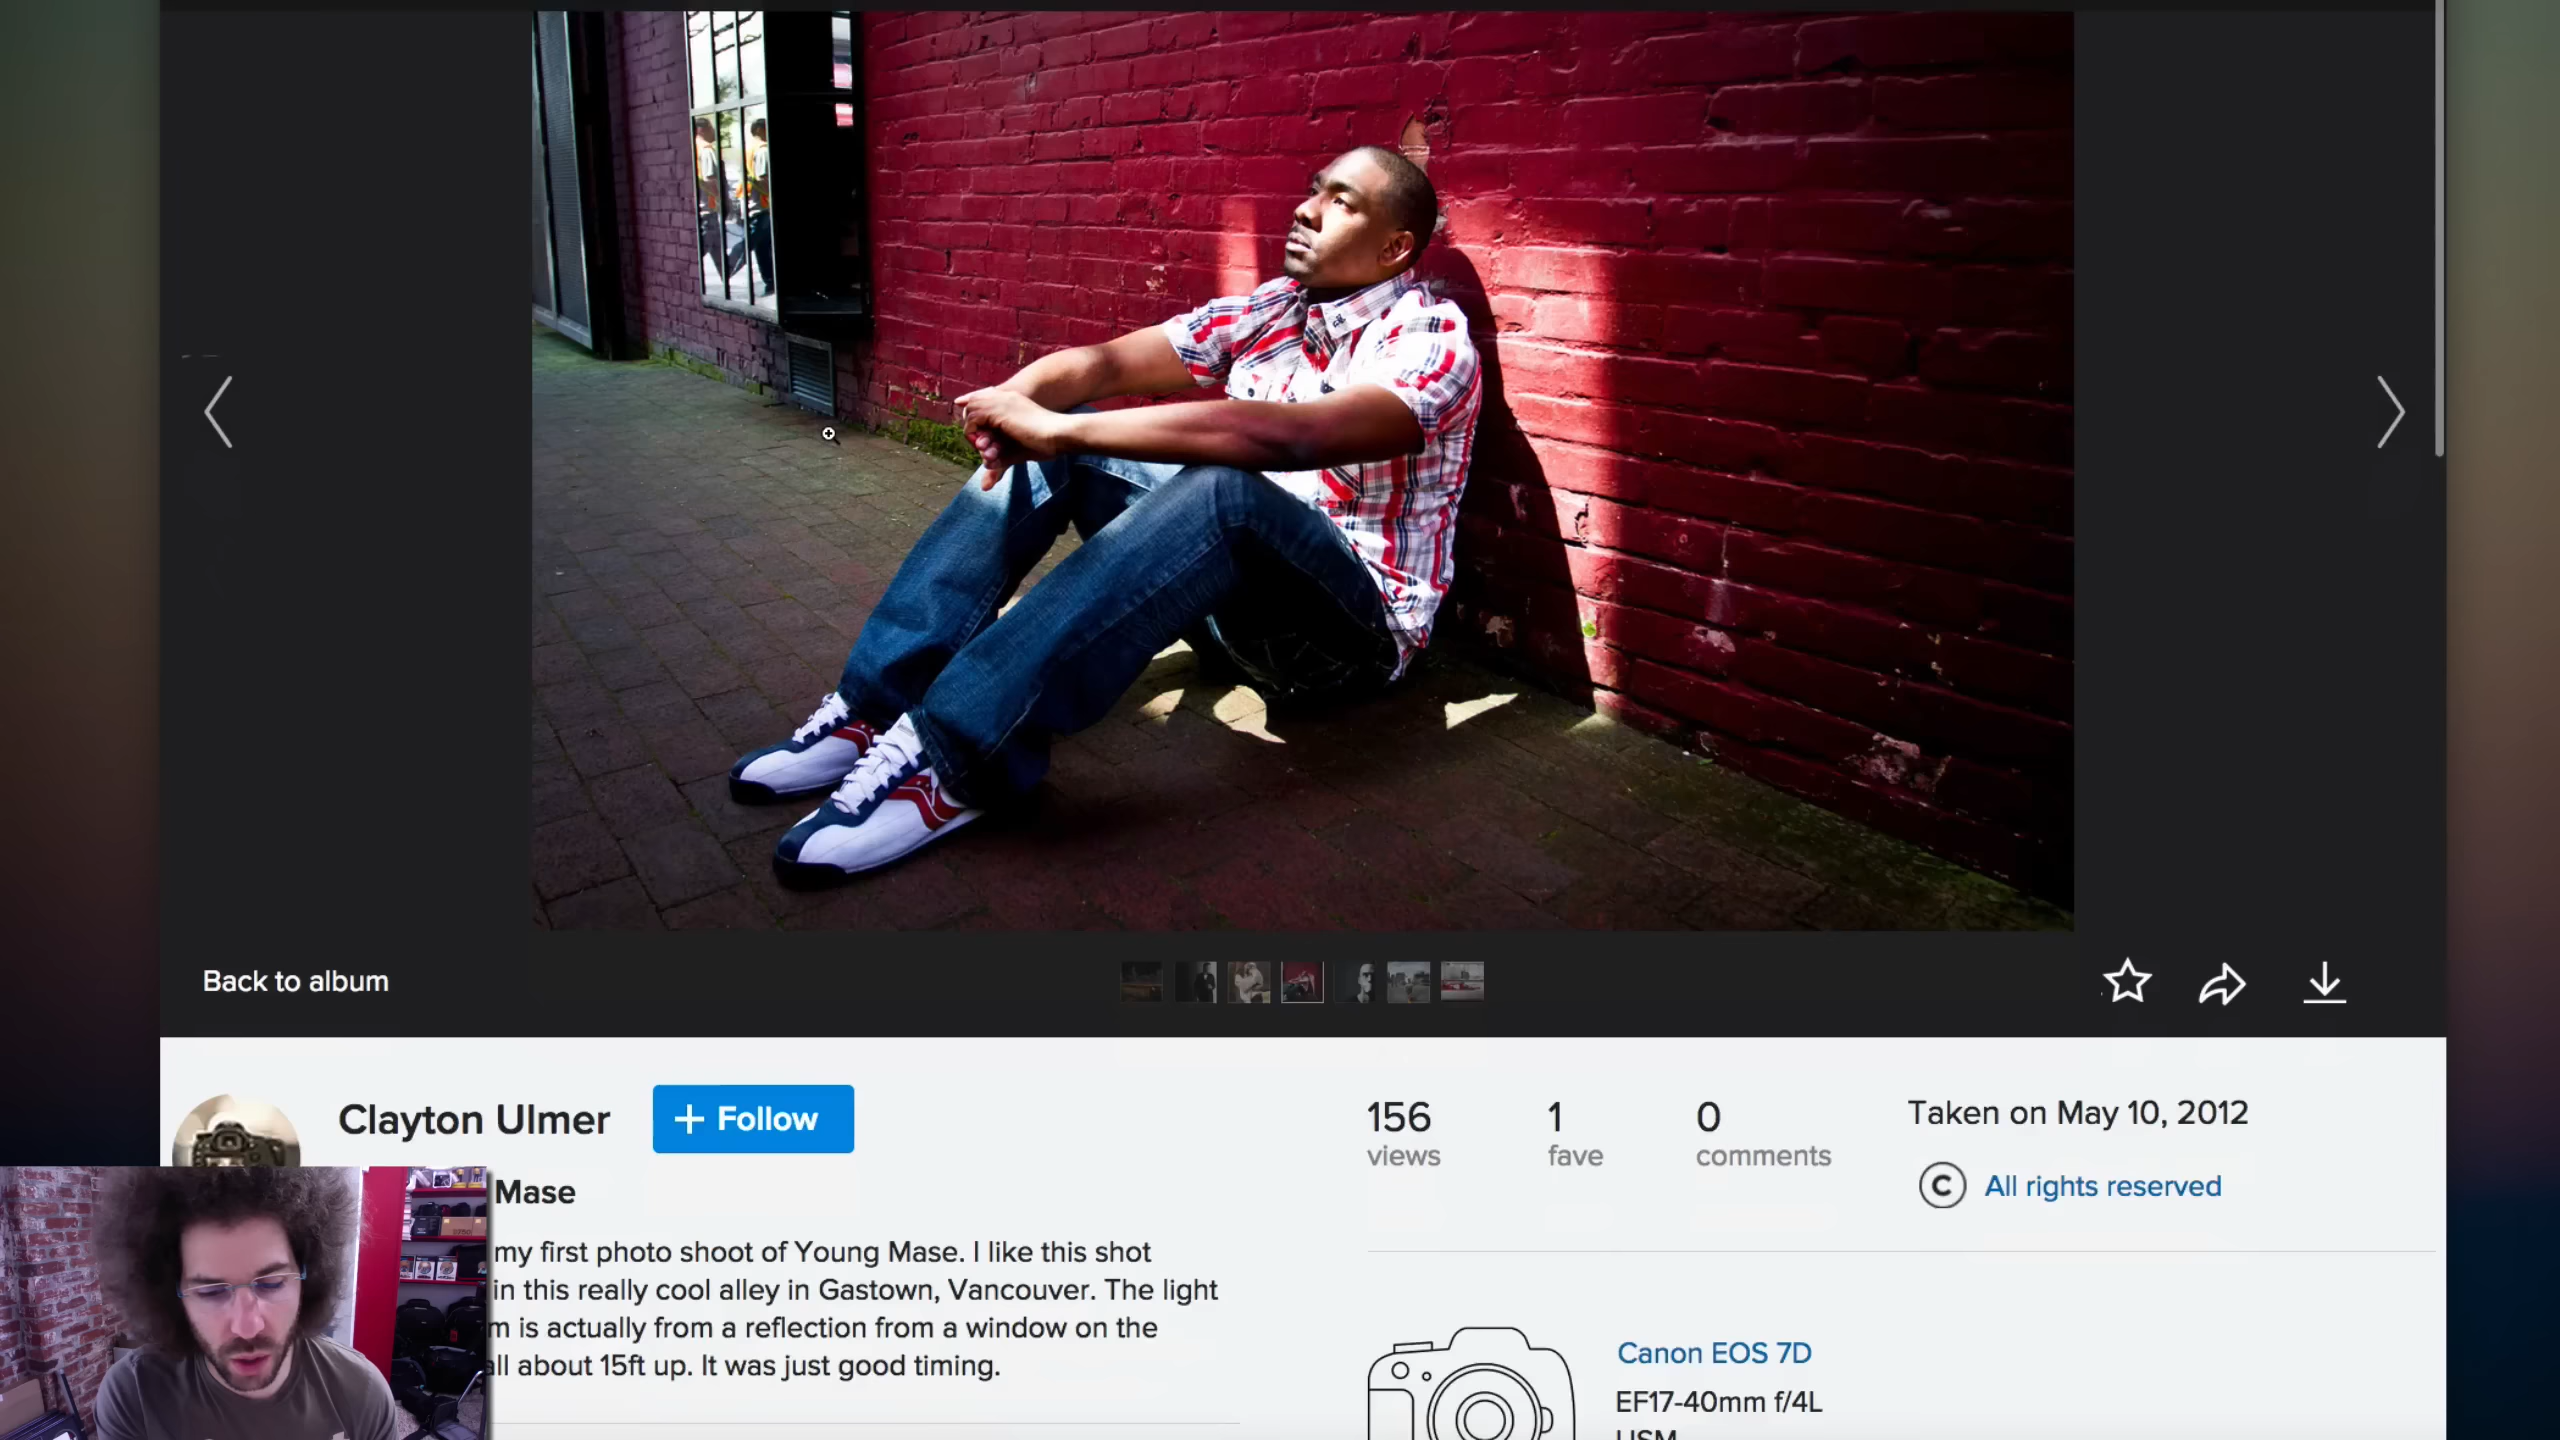 Back to album
Clayton Ulmer
+ Follow
156
views
1
fave
0
comments
Taken on May 10, 2012
C All rights reserved
Mase
my first photo shoot of Young Mase. I like this shot
in this really cool alley in Gastown, Vancouver. The light
is actually from a reflection from a window on the
about 15ft up. It was just good timing.
Canon EOS 7D
EF17-40mm f/4L
USM